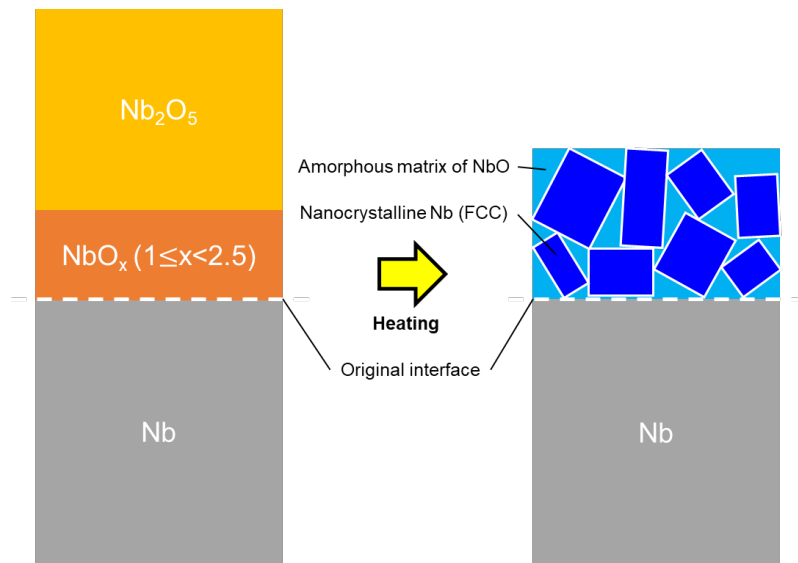 Nb₂O₅
NbOₓ (1≤x<2.5)
Nb
Amorphous matrix of NbO
Nanocrystalline Nb (FCC)
Heating
Original interface
Nb